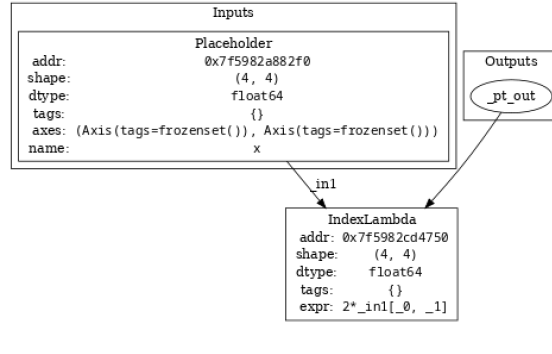 Inputs
Placeholder
addr: 0x7f5982a882f0
shape: (4, 4)
dtype: float64
tags: {}
axes: (Axis(tags=frozenset()), Axis(tags=frozenset()))
name: x
Outputs
_pt_out
_in1
IndexLambda
addr: 0x7f5982cd4750
shape: (4, 4)
dtype: float64
tags: {}
expr: 2*_in1[_0, _1]